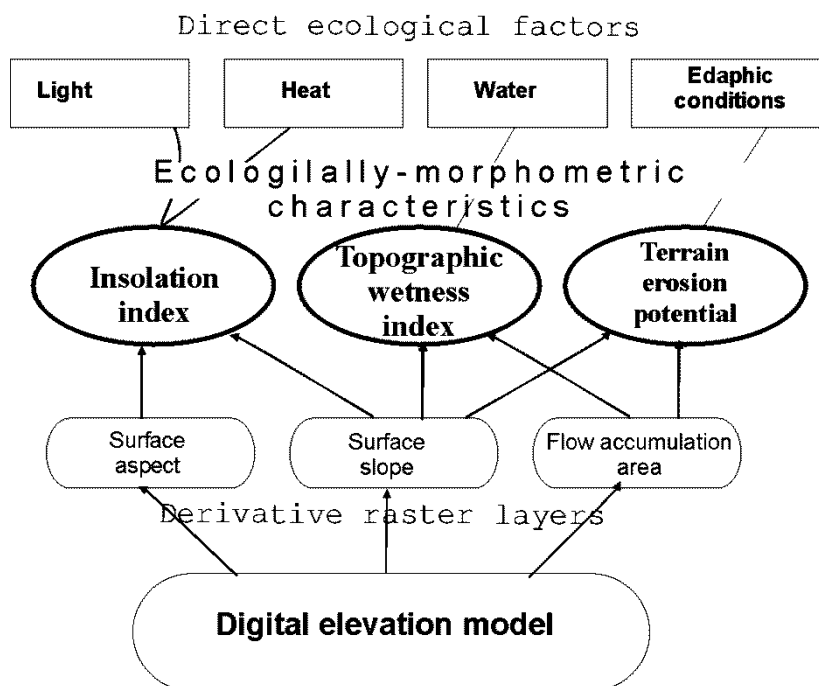 Direct ecological factors
Light
Heat
Water
Edaphic
conditions
Ecologilally-morphometric
characteristics
Insolation
index
Topographic
wetness
index
Terrain
erosion
potential
Surface
aspect
Surface
slope
Flow accumulation
area
Derivative raster layers
Digital elevation model